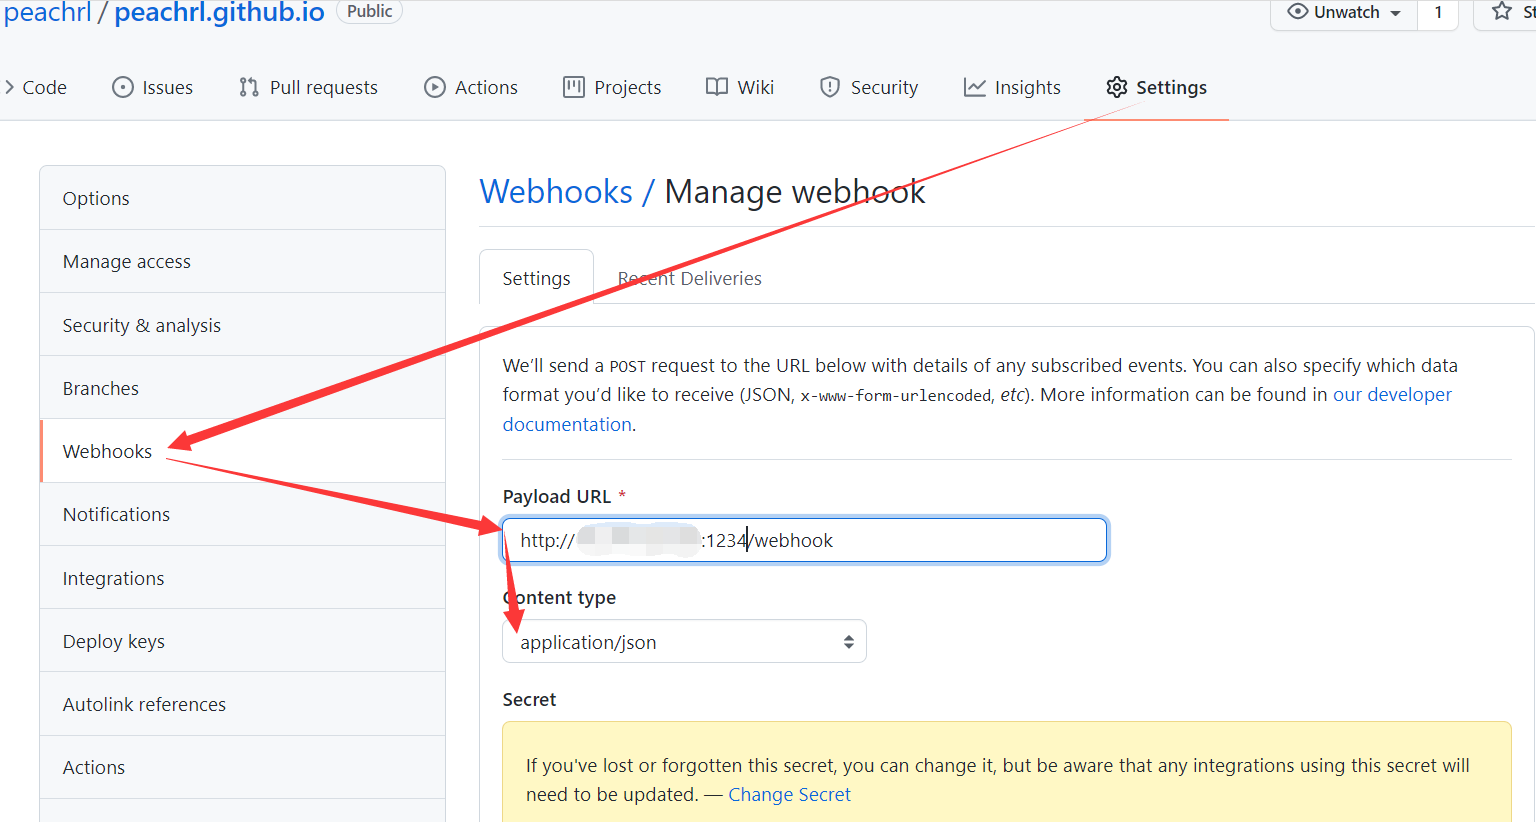 peachrl / peachrl.github.io Public Unwatch 1
Code Issues Pull requests Actions Projects Wiki Security Insights Settings
Options
Manage access
Security & analysis
Branches
Webhooks
Notifications
Integrations
Deploy keys
Autolink references
Actions
Webhooks / Manage webhook
Settings Recent Deliveries
We'll send a POST request to the URL below with details of any subscribed events. You can also specify which data
format you'd like to receive (JSON, x-www-form-urlencoded, etc). More information can be found in our developer
documentation.
Payload URL *
http:// :1234/webhook
Content type
application/json
Secret
If you've lost or forgotten this secret, you can change it, but be aware that any integrations using this secret will
need to be updated. — Change Secret